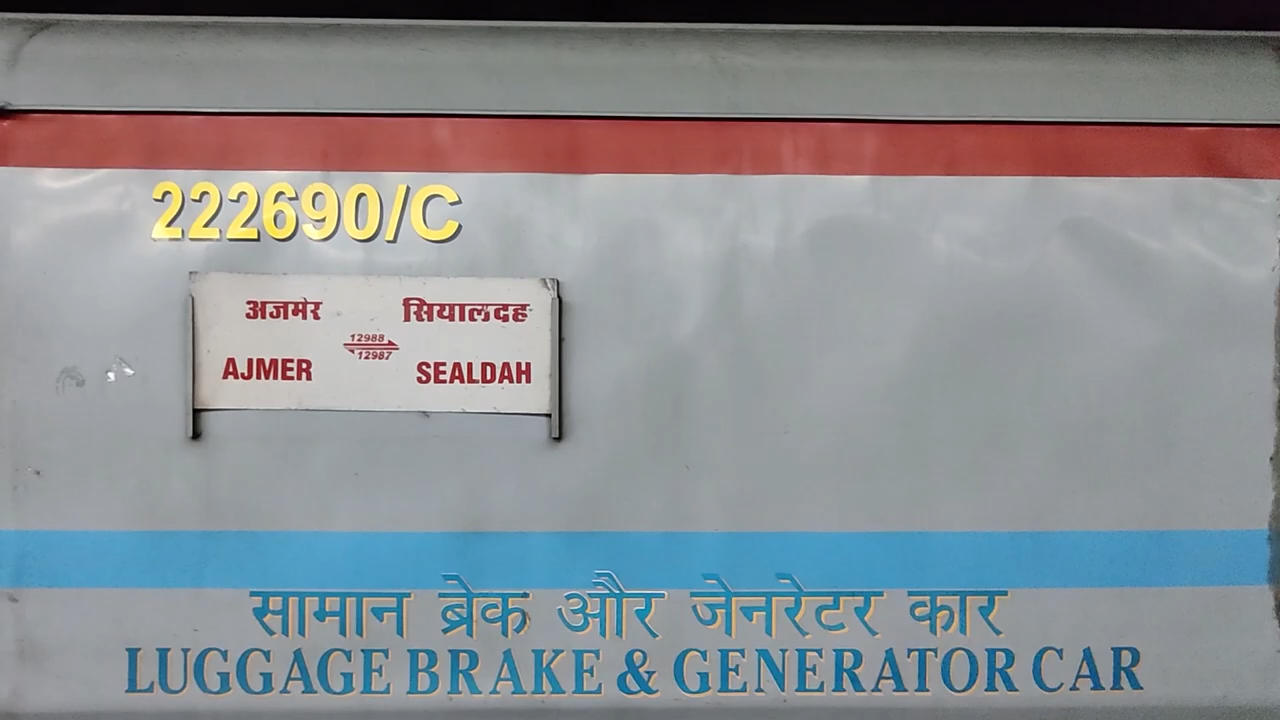 222690/C
अजमेर सियालदह
12988
12987
AJMER SEALDAH
सामान ब्रेक और जेनरेटर कार
LUGGAGE BRAKE & GENERATOR CAR